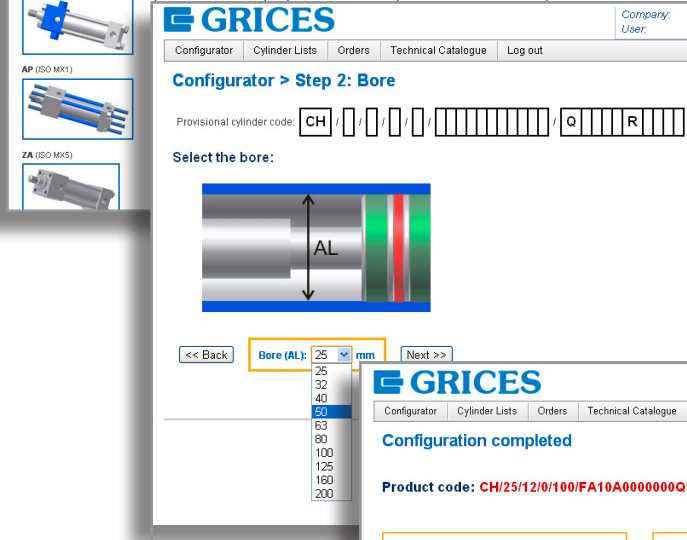 AP (ISO MX1)
ZA (ISO MX5)
GRICES
Company:
User:
Configurator Cylinder Lists Orders Technical Catalogue Log out
Configurator > Step 2: Bore
Provisional cylinder code: CH / / / / / / Q R
Select the bore:
AL
<< Back Bore (AL): 25 mm Next >>
25
32
40
50
63
80
100
125
160
200
GRICES
Configurator Cylinder Lists Orders Technical Catalogue
Configuration completed
Product code: CH/25/12/0/100/FA10A0000000Q